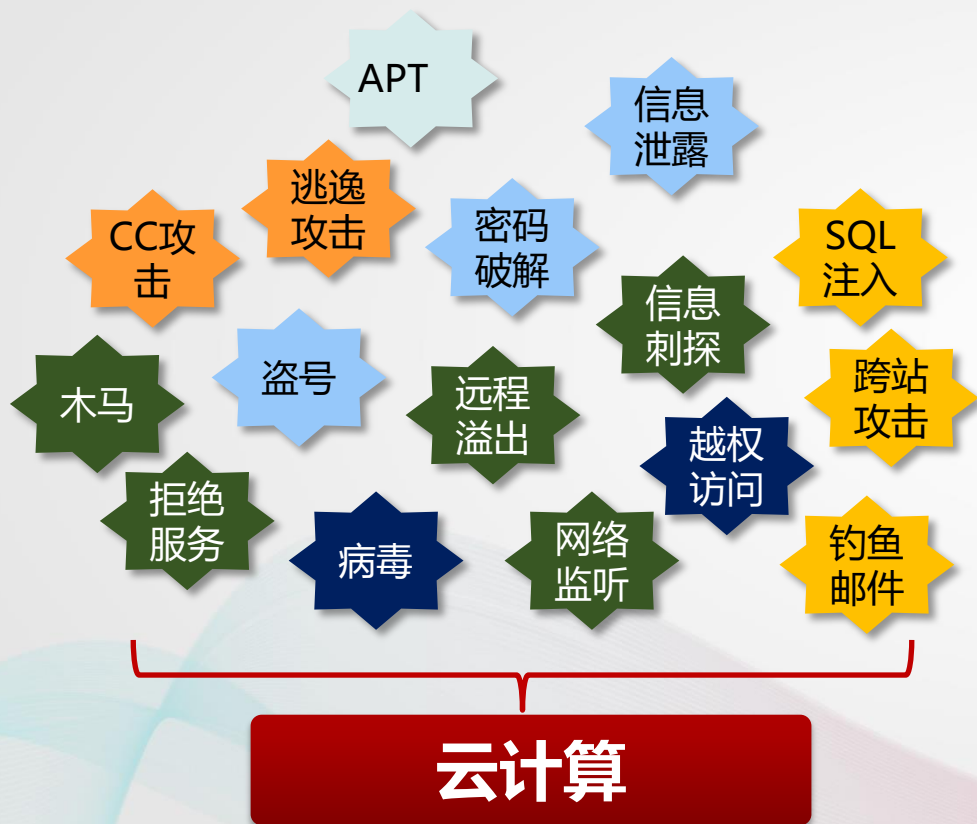 APT
信息
泄露
逃逸
攻击
密码
破解
CC攻
击
SQL
注入
信息
刺探
盗号
远程
溢出
木马
跨站
攻击
越权
访问
拒绝
服务
病毒
网络
监听
钓鱼
邮件
云计算